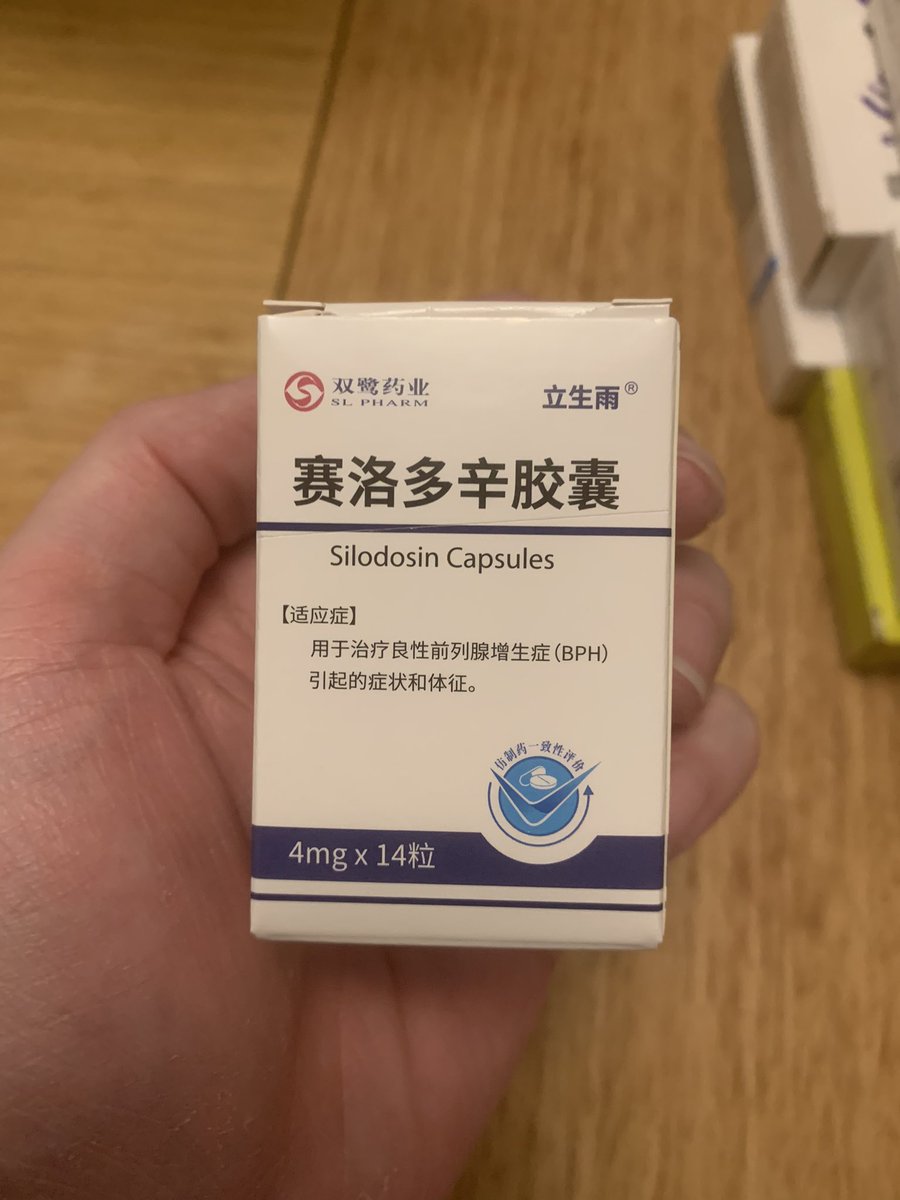 双鹭药业
SL PHARM
立生雨®
赛洛多辛胶囊
Silodosin Capsules
【适应症】
用于治疗良性前列腺增生症(BPH)
引起的症状和体征。
仿制药一致性评价
4mg x 14粒